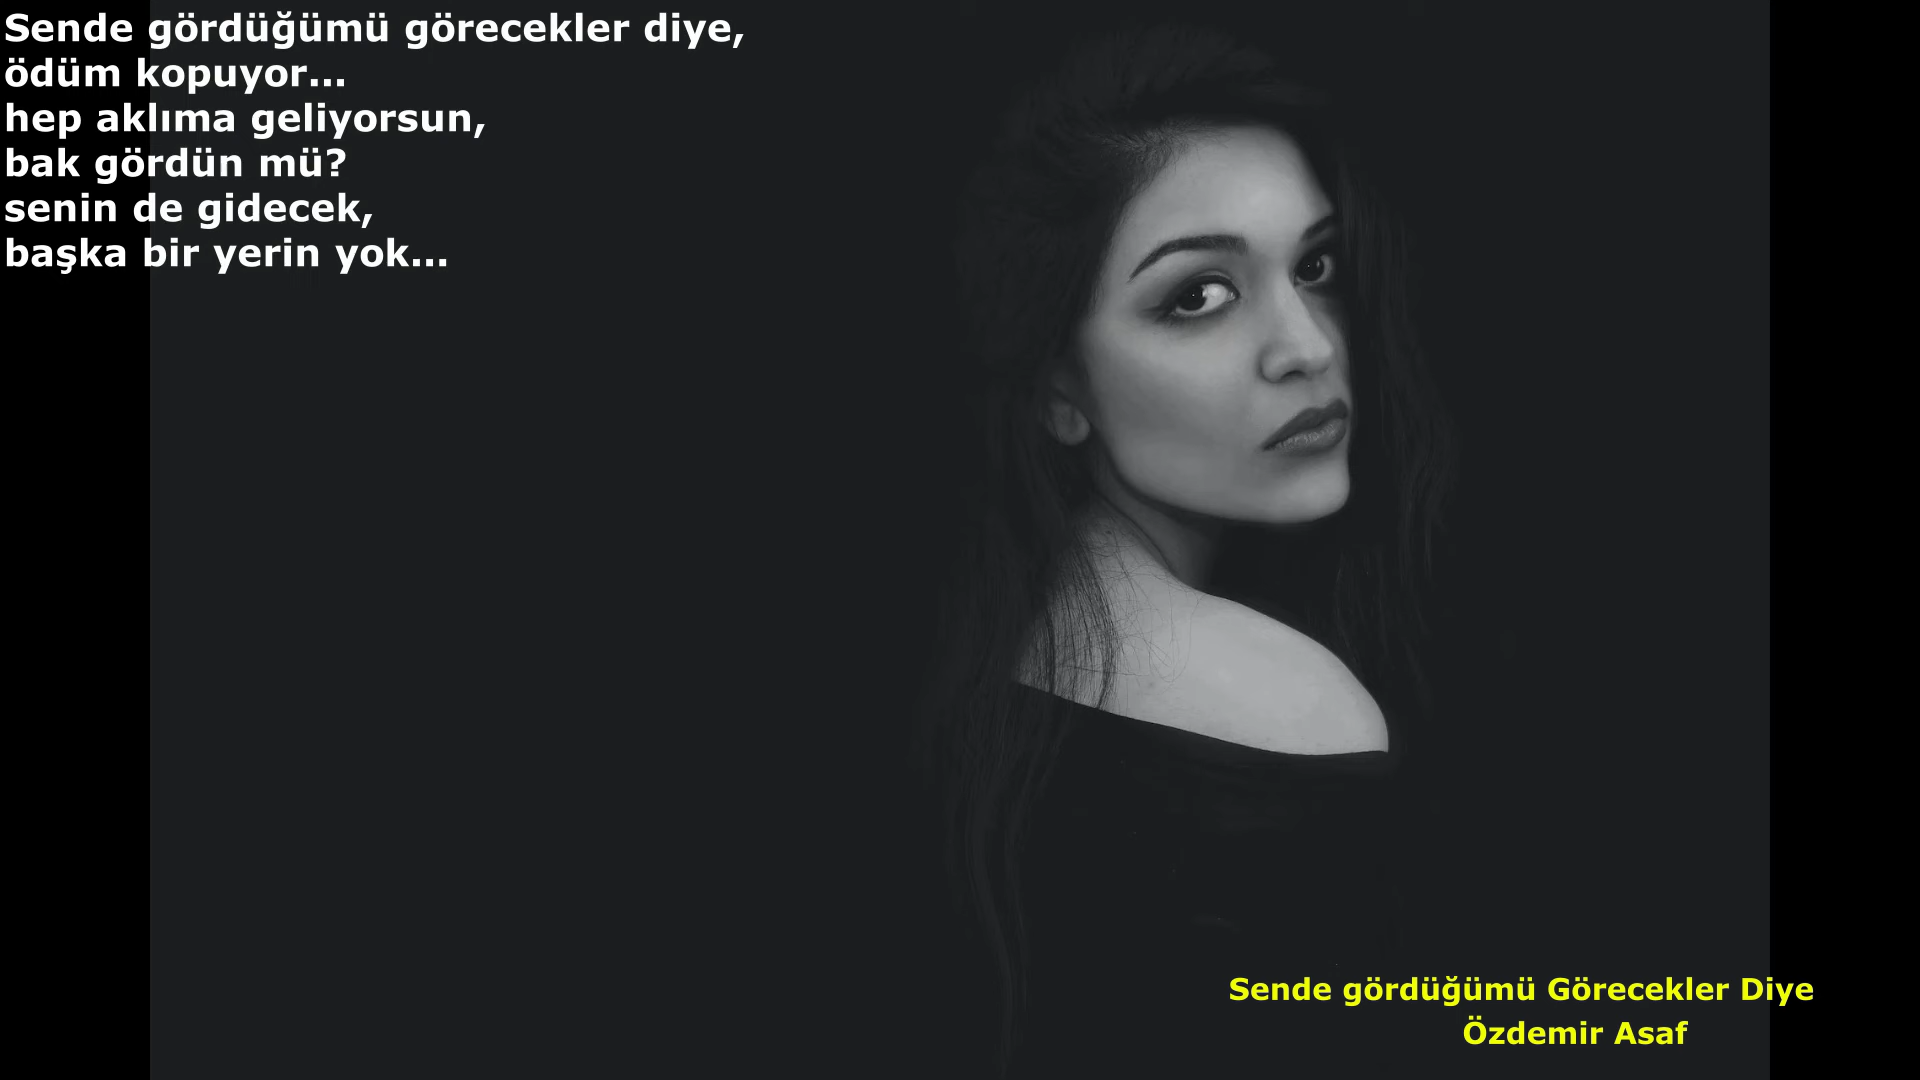 Sende gördüğümü görecekler diye,
ödüm kopuyor...
hep aklıma geliyorsun,
bak gördün mü?
senin de gidecek,
başka bir yerin yok...
Sende gördüğümü Görecekler Diye
Özdemir Asaf